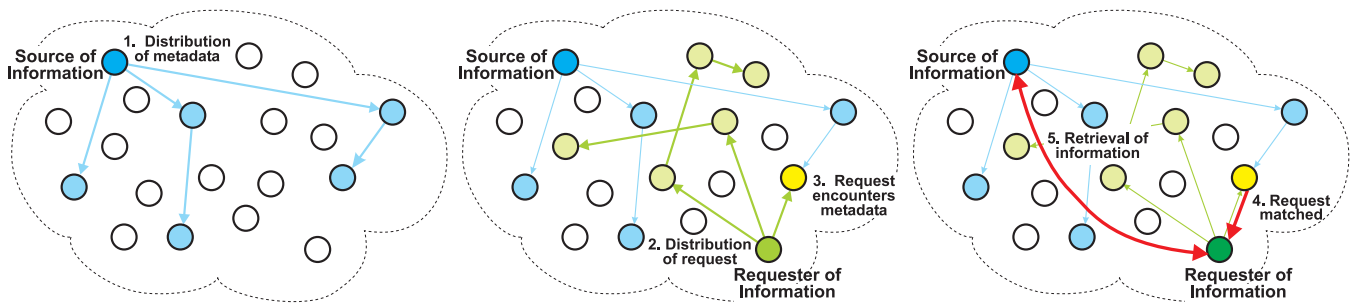 1. Distribution
of metadata
Source of
Information
Source of
Information
3. Request
encounters
metadata
2. Distribution
of request
Requester of
Information
Source of
Information
5. Retrieval of
information
4. Request
matched
Requester of
Information